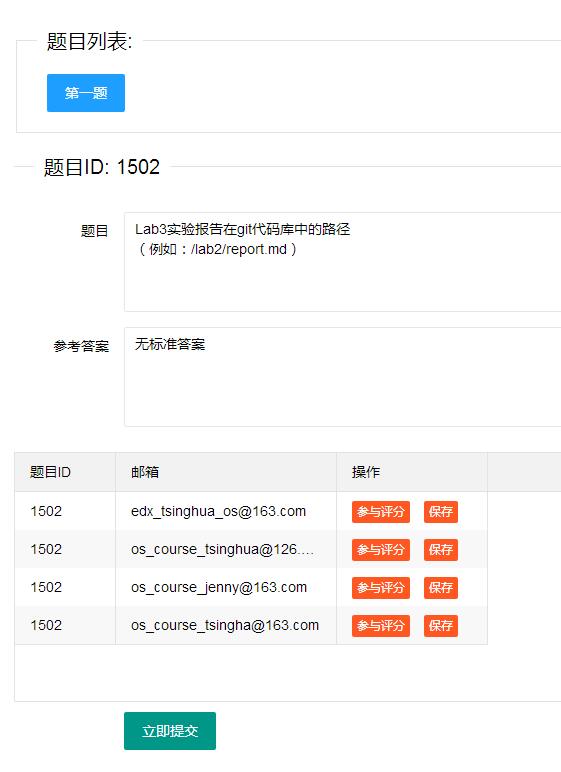 题目列表:
第一题
题目ID: 1502
题目
Lab3实验报告在git代码库中的路径
（例如：/lab2/report.md）
参考答案
无标准答案
题目ID 邮箱 操作
1502 edx_tsinghua_os@163.com 参与评分 保存
1502 os_course_tsinghua@126.... 参与评分 保存
1502 os_course_jenny@163.com 参与评分 保存
1502 os_course_tsingha@163.com 参与评分 保存
立即提交